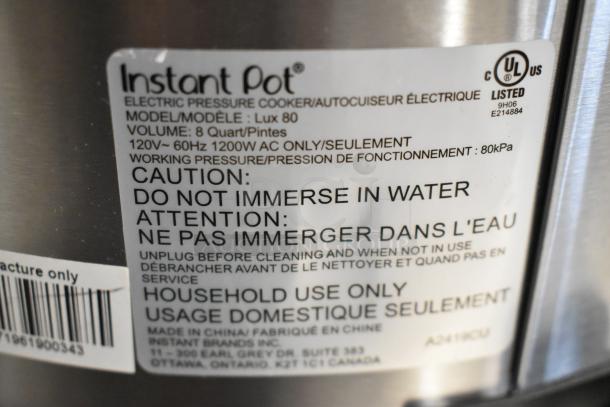 Instant Pot®
C UL US
LISTED
9H06
E214884
ELECTRIC PRESSURE COOKER/AUTOCUISEUR ÉLECTRIQUE
MODEL/MODÈLE : Lux 80
VOLUME: 8 Quart/Pintes
120V~ 60Hz 1200W AC ONLY/SEULEMENT
WORKING PRESSURE/PRESSION DE FONCTIONNEMENT : 80kPa
CAUTION:
DO NOT IMMERSE IN WATER
ATTENTION:
NE PAS IMMERGER DANS L'EAU
UNPLUG BEFORE CLEANING AND WHEN NOT IN USE
DÉBRANCHER AVANT DE LE NETTOYER ET QUAND PAS EN
SERVICE
HOUSEHOLD USE ONLY
USAGE DOMESTIQUE SEULEMENT
MADE IN CHINA/ FABRIQUÉ EN CHINE
INSTANT BRANDS INC.
11 – 300 EARL GREY DR. SUITE 383
OTTAWA, ONTARIO, K2T 1C1 CANADA
A2419CU
acture only
71961900343